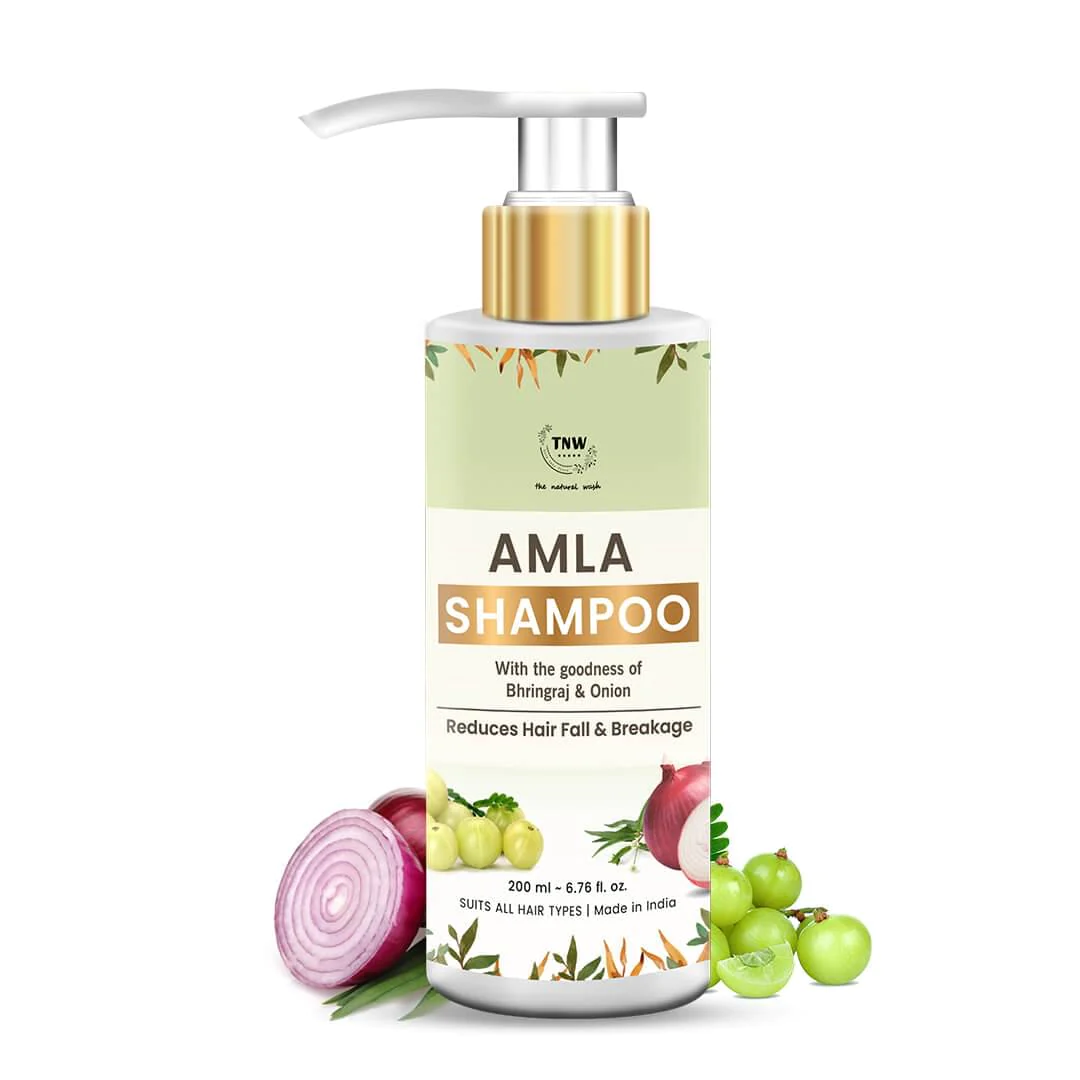 TNW
the natural wash
AMLA
SHAMPOO
With the goodness of
Bhringraj & Onion
Reduces Hair Fall & Breakage
200 ml ~ 6.76 fl. oz.
SUITS ALL HAIR TYPES | Made in India